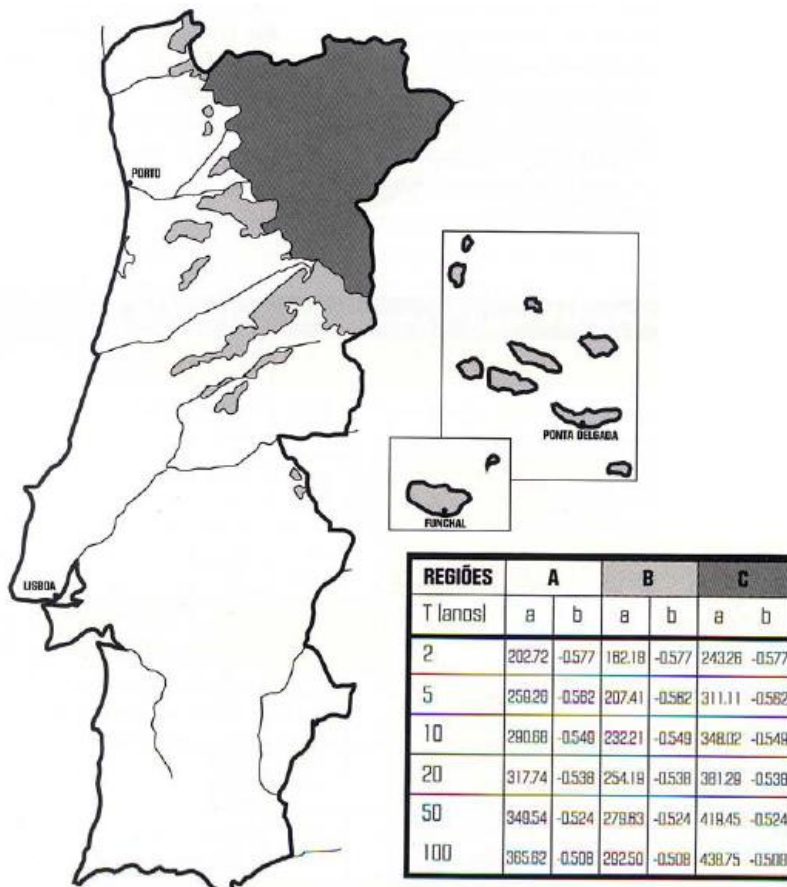 PORTO
PONTA DELGADA
FUNCHAL
LISBOA
REGIÕES A B C
T (anos) a b a b a b
2 202.72 -0.577 162.18 -0.577 243.26 -0.577
5 259.26 -0.562 207.41 -0.562 311.11 -0.562
10 290.68 -0.549 232.21 -0.549 348.02 -0.549
20 317.74 -0.538 254.19 -0.538 381.29 -0.538
50 349.54 -0.524 279.63 -0.524 419.45 -0.524
100 365.62 -0.508 292.50 -0.508 438.75 -0.508